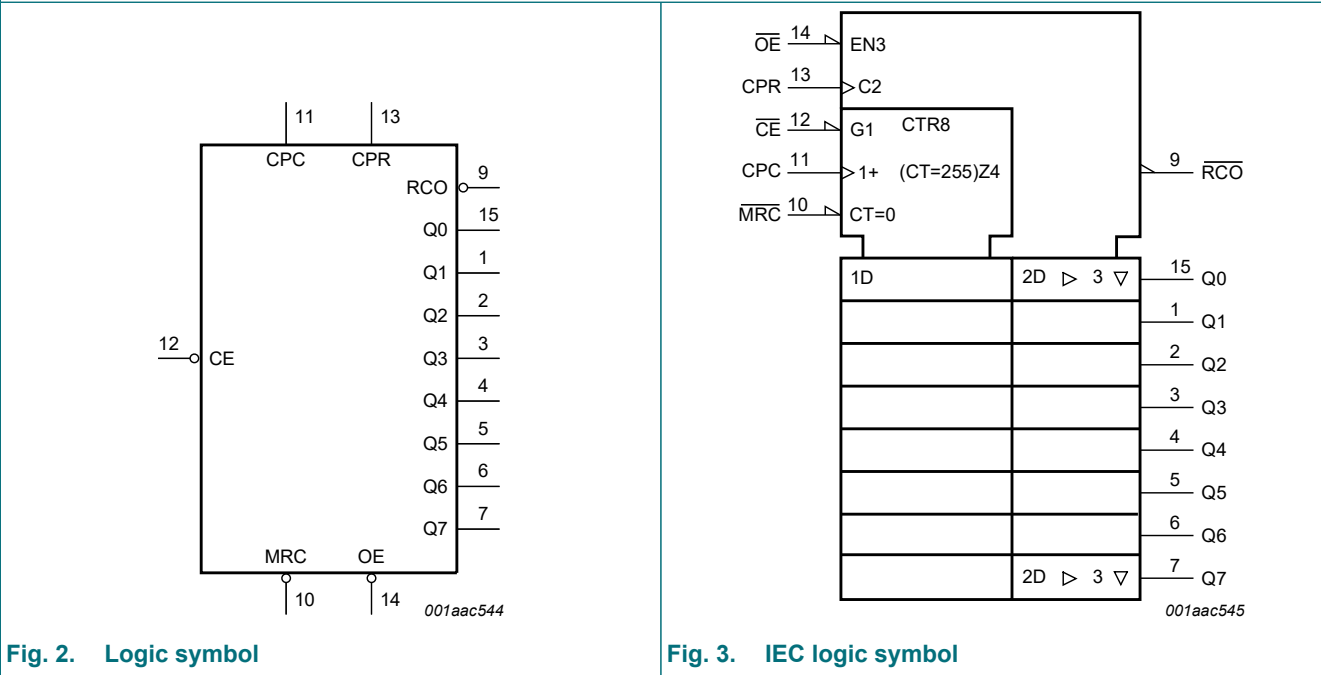 11
13
CPC
CPR
9
RCO
15
Q0
1
Q1
2
Q2
12
3
CE
Q3
4
Q4
5
Q5
6
Q6
7
Q7
MRC
OE
10
14
001aac544
Fig. 2. Logic symbol
O̅E̅ 14 EN3
CPR 13 C2
C̅E̅ 12 G1 CTR8
CPC 11 1+ (CT=255)Z4
9 R̅C̅O̅
M̅R̅C̅ 10 CT=0
1D 2D ▷ 3 ▽ 15 Q0
1 Q1
2 Q2
3 Q3
4 Q4
5 Q5
6 Q6
2D ▷ 3 ▽ 7 Q7
001aac545
Fig. 3. IEC logic symbol